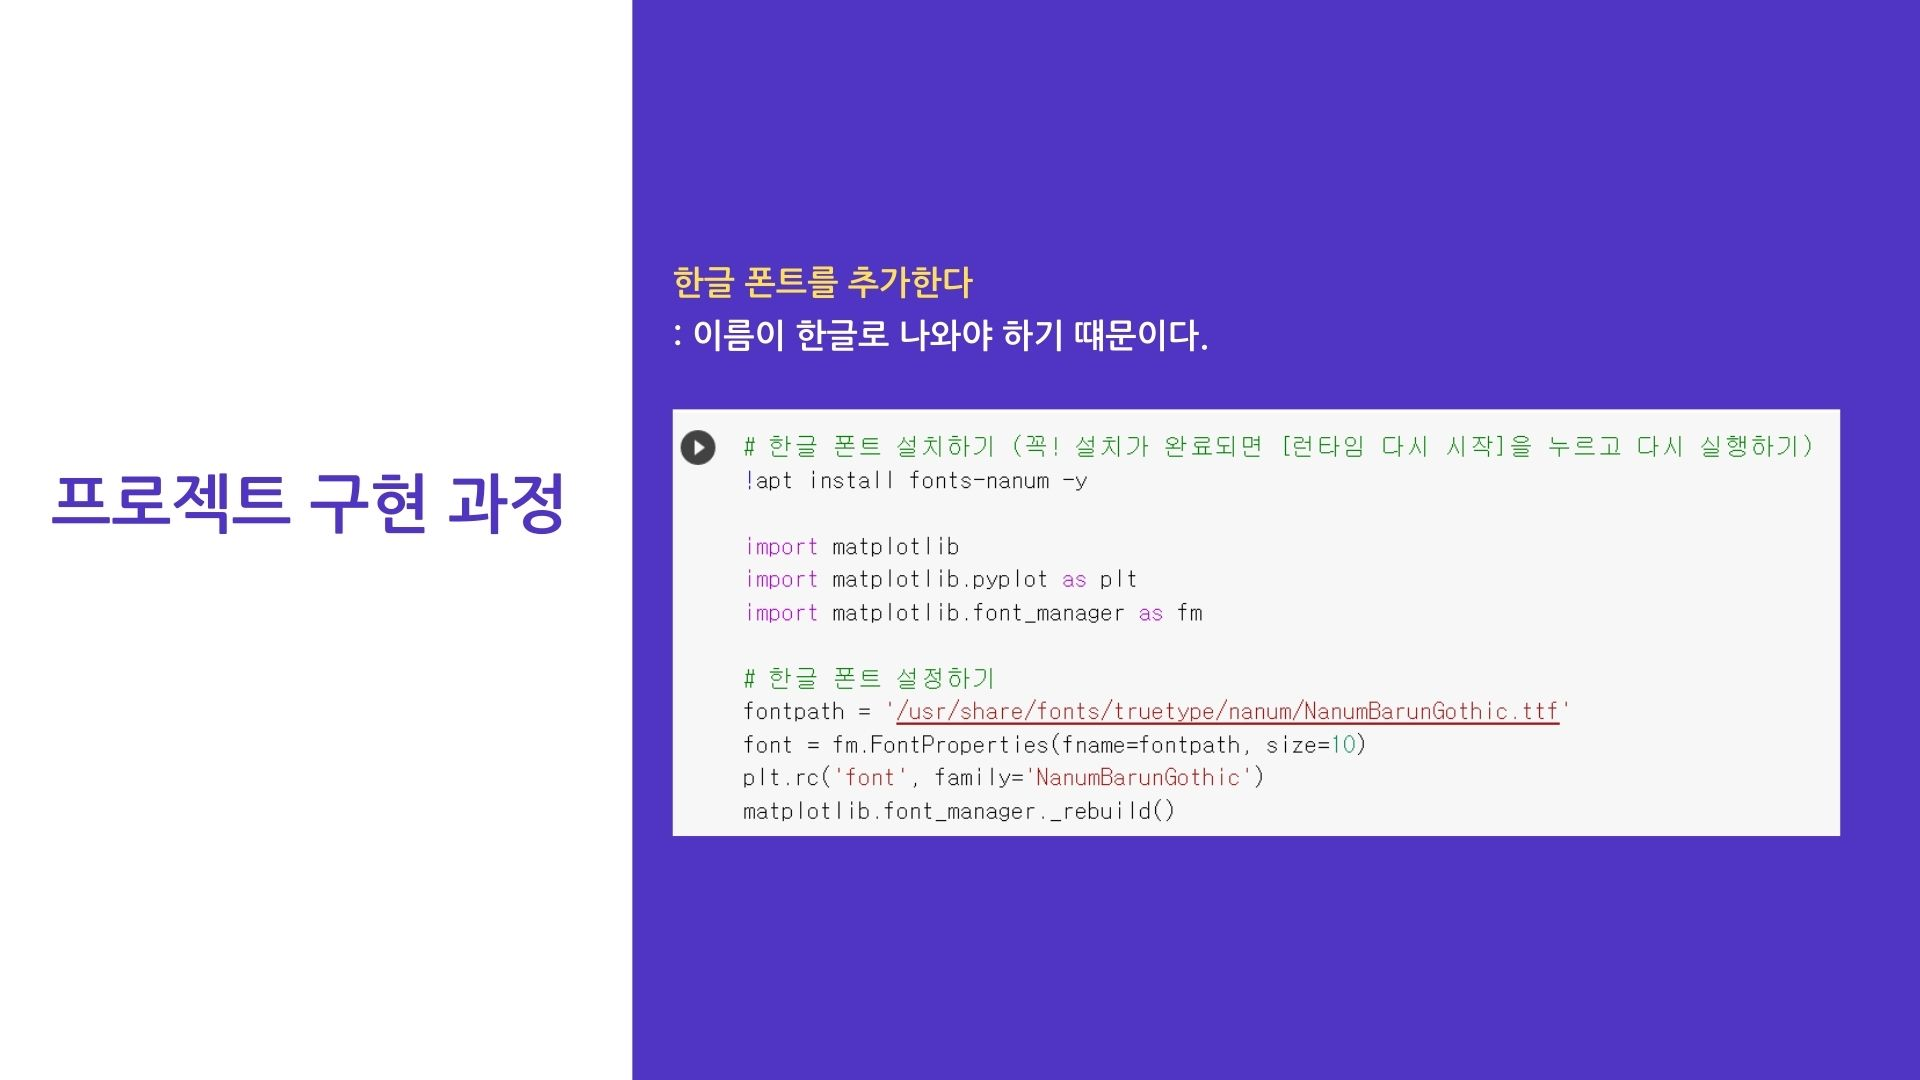 프로젝트 구현 과정
한글 폰트를 추가한다
: 이름이 한글로 나와야 하기 떄문이다.
# 한글 폰트 설치하기 (꼭! 설치가 완료되면 [런타임 다시 시작]을 누르고 다시 실행하기)
!apt install fonts-nanum -y
import matplotlib
import matplotlib.pyplot as plt
import matplotlib.font_manager as fm
# 한글 폰트 설정하기
fontpath = '/usr/share/fonts/truetype/nanum/NanumBarunGothic.ttf'
font = fm.FontProperties(fname=fontpath, size=10)
plt.rc('font', family='NanumBarunGothic')
matplotlib.font_manager._rebuild()